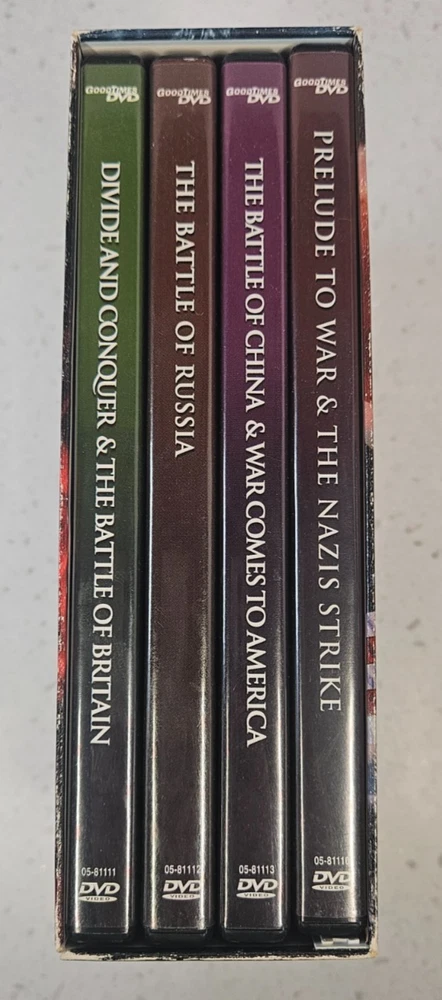 GOODTIMES
DVD
DIVIDE AND CONQUER & THE BATTLE OF BRITAIN
05-81111
DVD
VIDEO
GOODTIMES
DVD
THE BATTLE OF RUSSIA
05-81112
DVD
VIDEO
GOODTIMES
DVD
THE BATTLE OF CHINA & WAR COMES TO AMERICA
05-81113
DVD
VIDEO
GOODTIMES
DVD
PRELUDE TO WAR & THE NAZIS STRIKE
05-81110
DVD
VIDEO